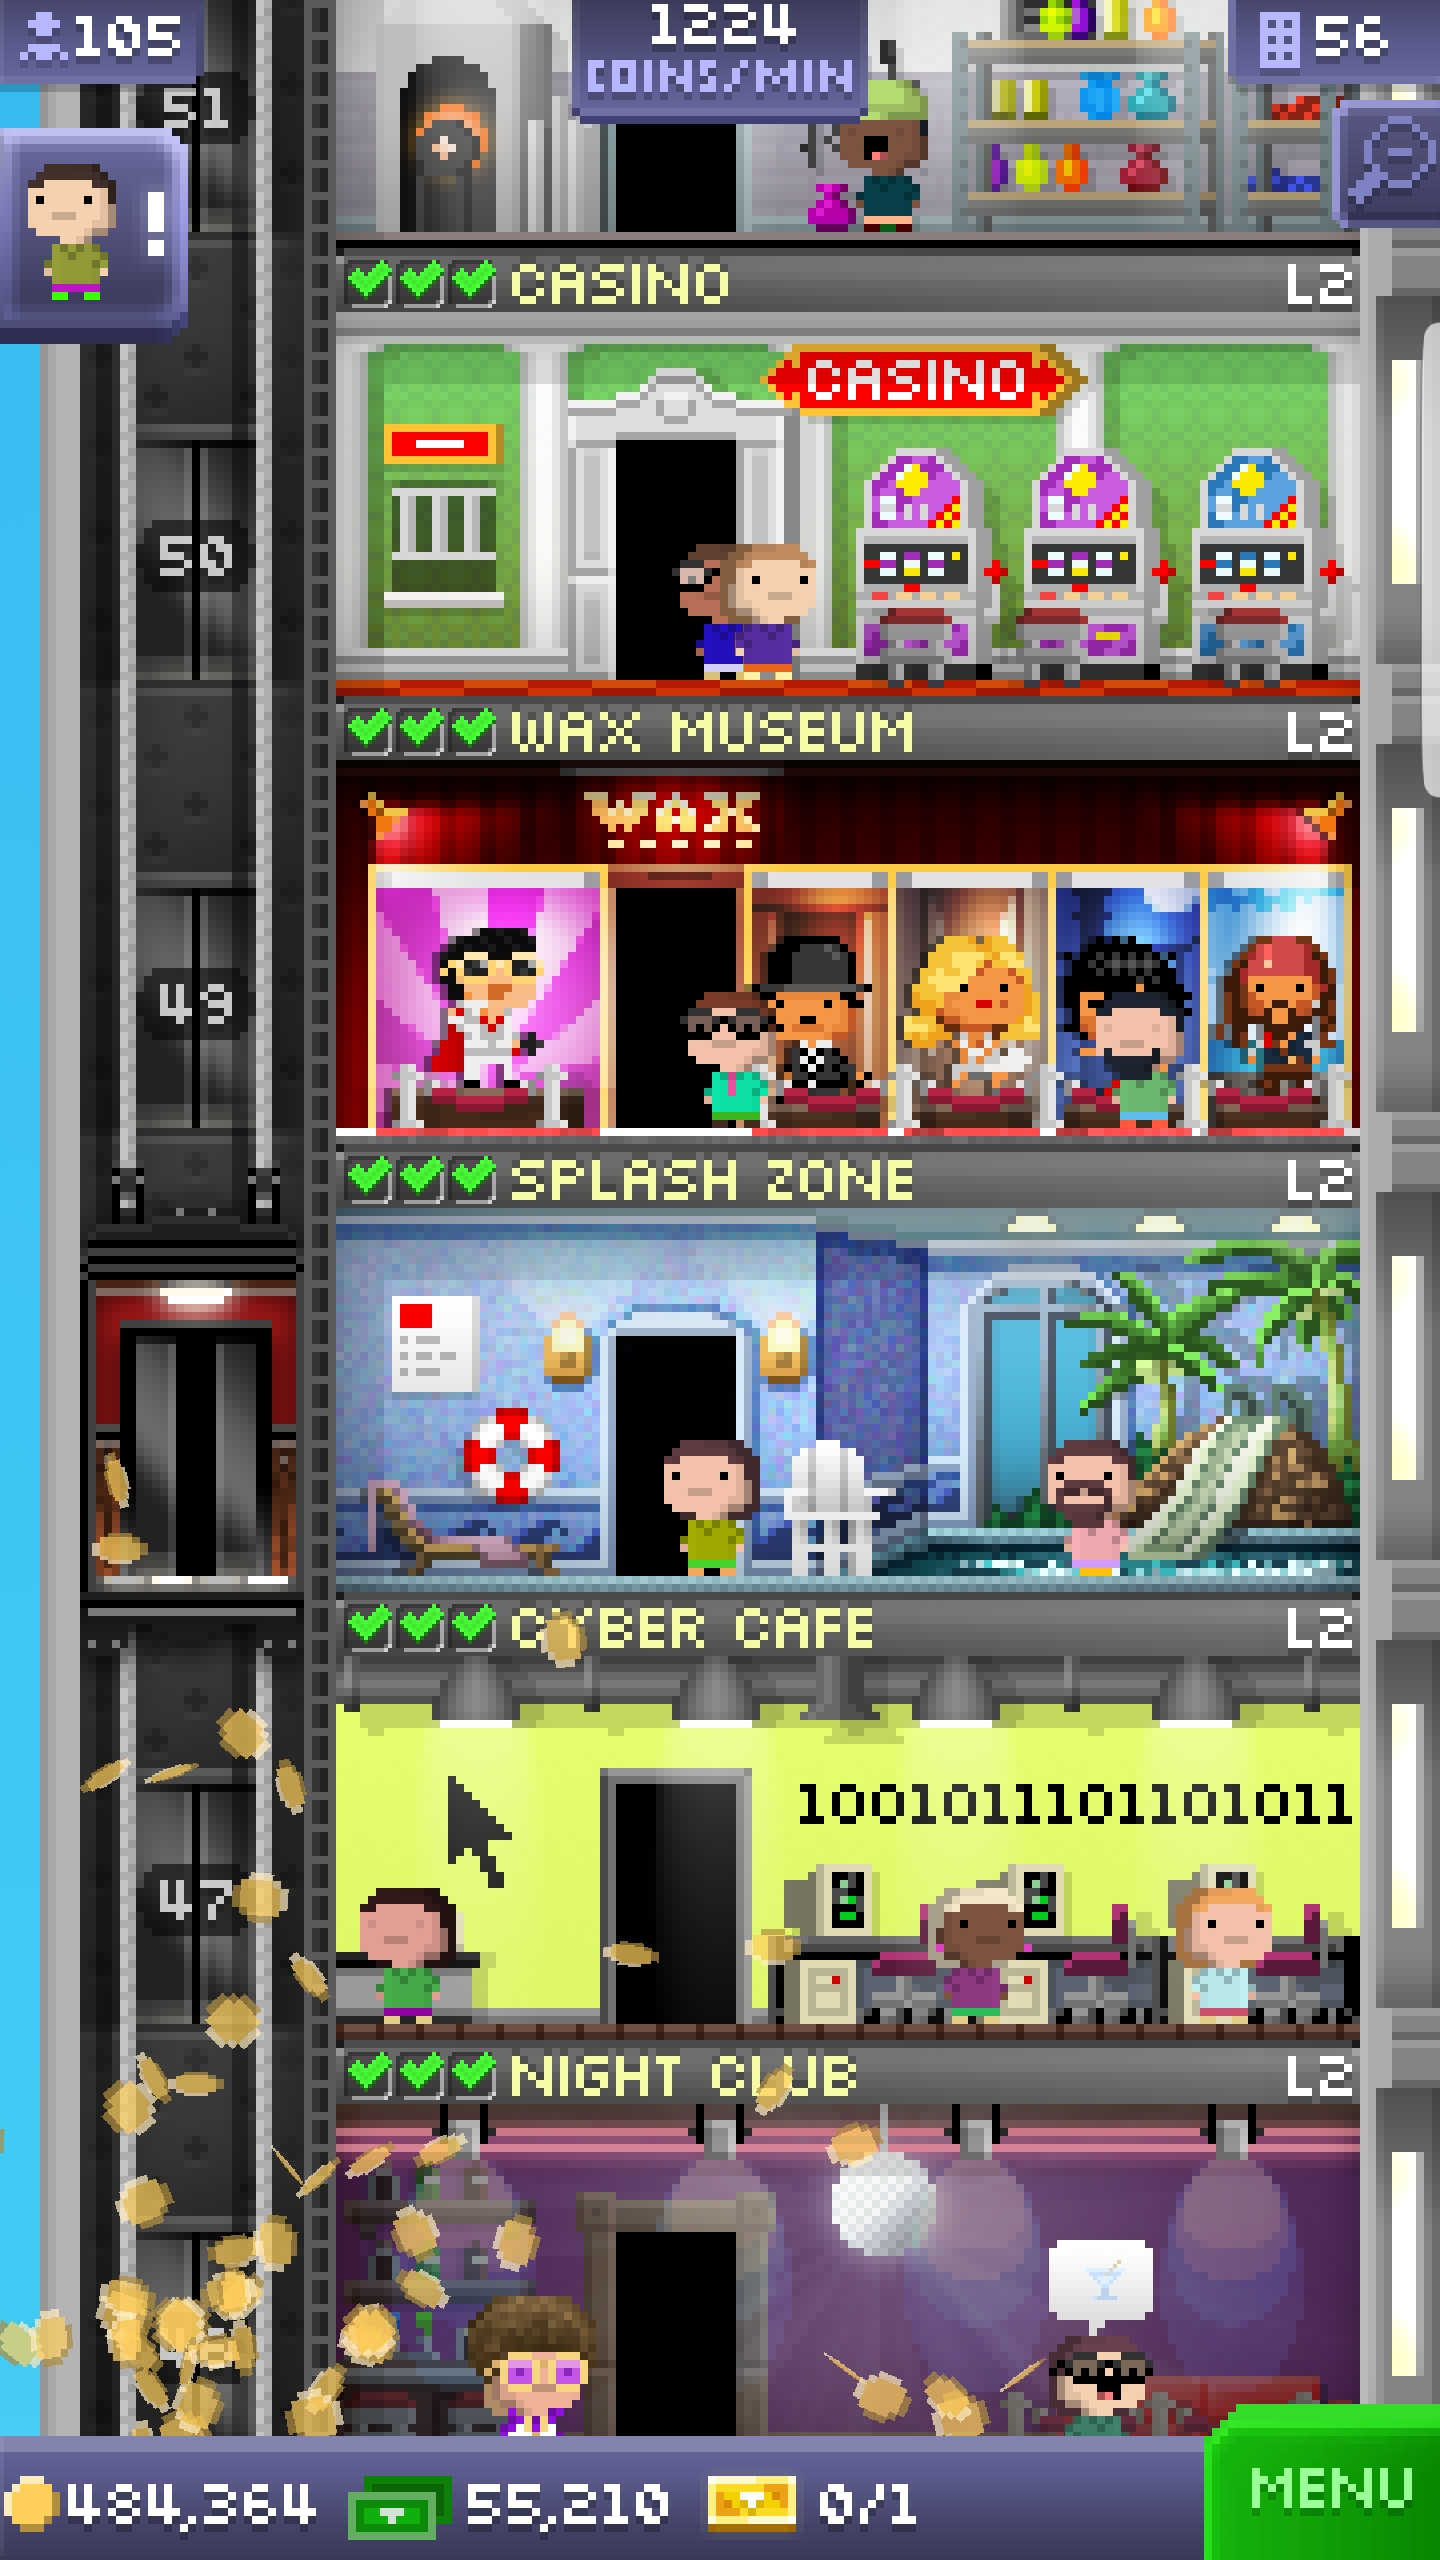 105
1224
COINS/MIN
56
51
!
CASINO L2
CASINO
50
WAX MUSEUM L2
WAX
49
SPLASH ZONE L2
CYBER CAFE L2
1001011101101011
47
NIGHT CLUB L2
484,364 55,210 0/1
MENU